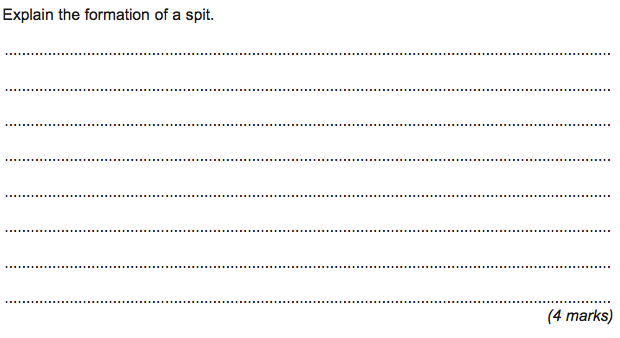 Explain the formation of a spit.
(4 marks)